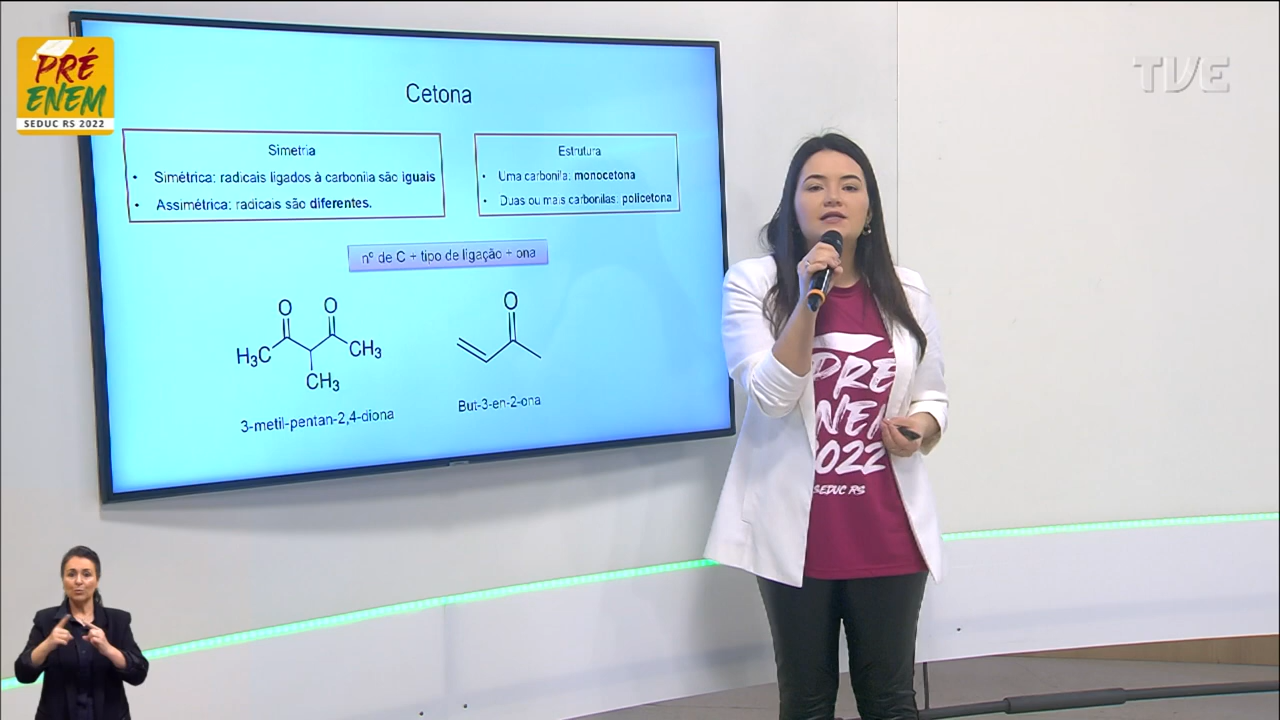 PRÉ
ENEM
SEDUC RS 2022
TVE
Cetona
Simetria
• Simétrica: radicais ligados à carbonila são iguais
• Assimétrica: radicais são diferentes.
Estrutura
• Uma carbonila: monocetona
• Duas ou mais carbonilas: policetona
nº de C + tipo de ligação + ona
O O
H₃C CH₃
CH₃
3-metil-pentan-2,4-diona
O
But-3-en-2-ona
PRÉ
ENEM
2022
SEDUC RS